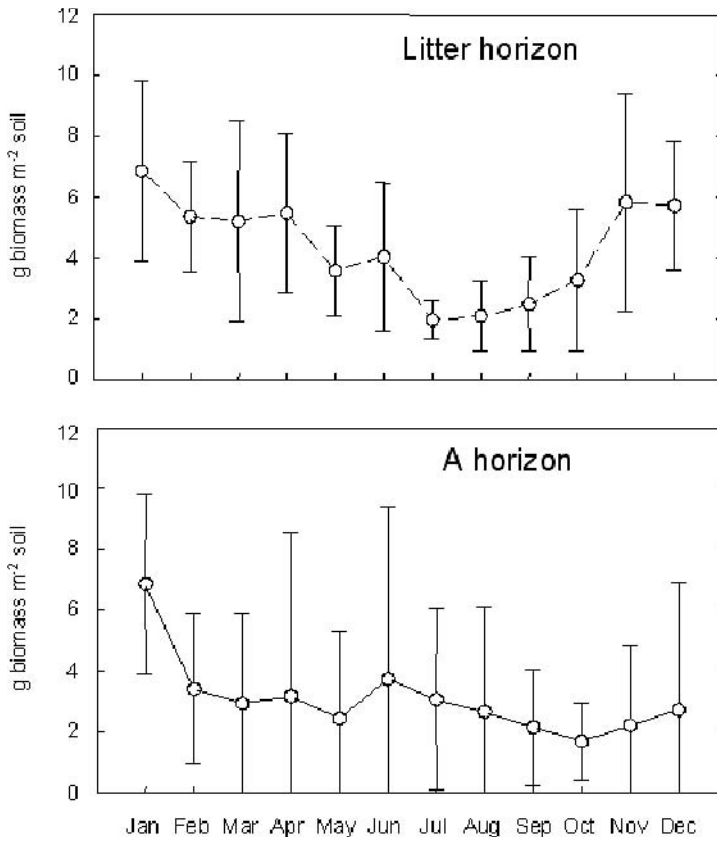 Litter horizon
g biomass m⁻² soil
12
10
8
6
4
2
0
A horizon
g biomass m⁻² soil
12
10
8
6
4
2
0
Jan Feb Mar Apr May Jun Jul Aug Sep Oct Nov Dec